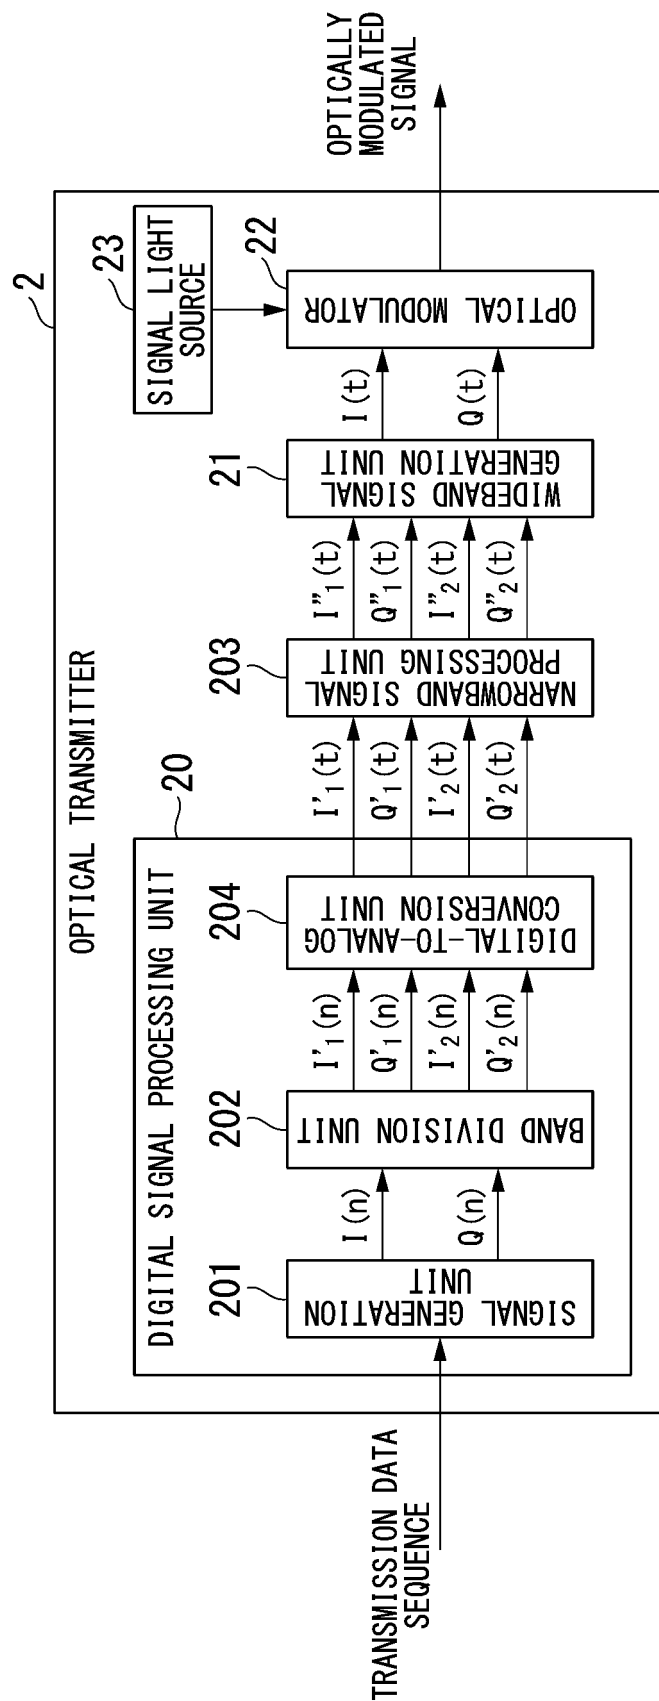 OPTICAL TRANSMITTER
2
DIGITAL SIGNAL PROCESSING UNIT
20
TRANSMISSION DATA
SEQUENCE
201
SIGNAL GENERATION
UNIT
I(n)
Q(n)
202
BAND DIVISION UNIT
I'₁(n)
Q'₁(n)
I'₂(n)
Q'₂(n)
204
DIGITAL-TO-ANALOG
CONVERSION UNIT
I'₁(t)
Q'₁(t)
I'₂(t)
Q'₂(t)
203
NARROWBAND SIGNAL
PROCESSING UNIT
I"₁(t)
Q"₁(t)
I"₂(t)
Q"₂(t)
21
WIDEBAND SIGNAL
GENERATION UNIT
I(t)
Q(t)
23
SIGNAL LIGHT
SOURCE
22
OPTICAL MODULATOR
OPTICALLY
MODULATED
SIGNAL